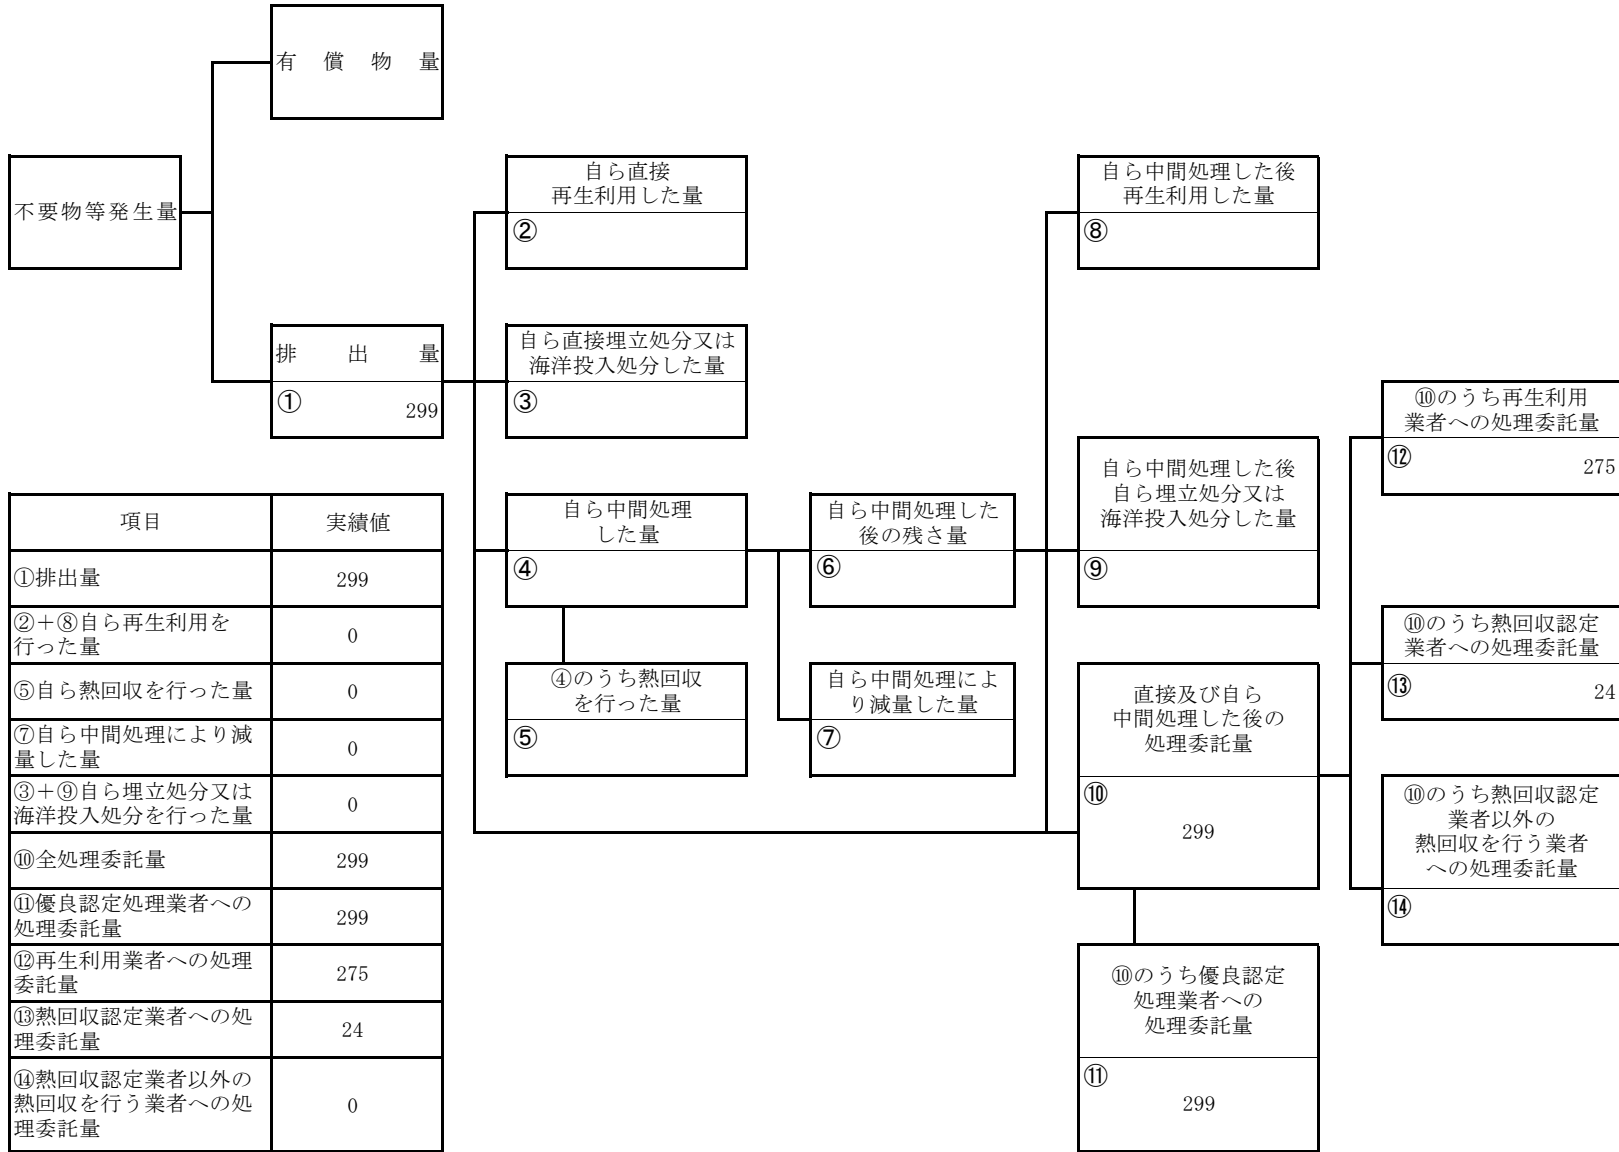 有償物量
不要物等発生量
排出量
①
299
自ら直接
再生利用した量
②
自ら直接埋立処分又は
海洋投入処分した量
③
自ら中間処理
した量
④
④のうち熱回収
を行った量
⑤
自ら中間処理した
後の残さ量
⑥
自ら中間処理によ
り減量した量
⑦
自ら中間処理した後
再生利用した量
⑧
自ら中間処理した後
自ら埋立処分又は
海洋投入処分した量
⑨
直接及び自ら
中間処理した後の
処理委託量
⑩
299
⑩のうち優良認定
処理業者への
処理委託量
⑪
299
⑩のうち再生利用
業者への処理委託量
⑫
275
⑩のうち熱回収認定
業者への処理委託量
⑬
24
⑩のうち熱回収認定
業者以外の
熱回収を行う業者
への処理委託量
⑭
項目 実績値
①排出量 299
②＋⑧自ら再生利用を
行った量 0
⑤自ら熱回収を行った量 0
⑦自ら中間処理により減
量した量 0
③＋⑨自ら埋立処分又は
海洋投入処分を行った量 0
⑩全処理委託量 299
⑪優良認定処理業者への
処理委託量 299
⑫再生利用業者への処理
委託量 275
⑬熱回収認定業者への処
理委託量 24
⑭熱回収認定業者以外の
熱回収を行う業者への処
理委託量 0